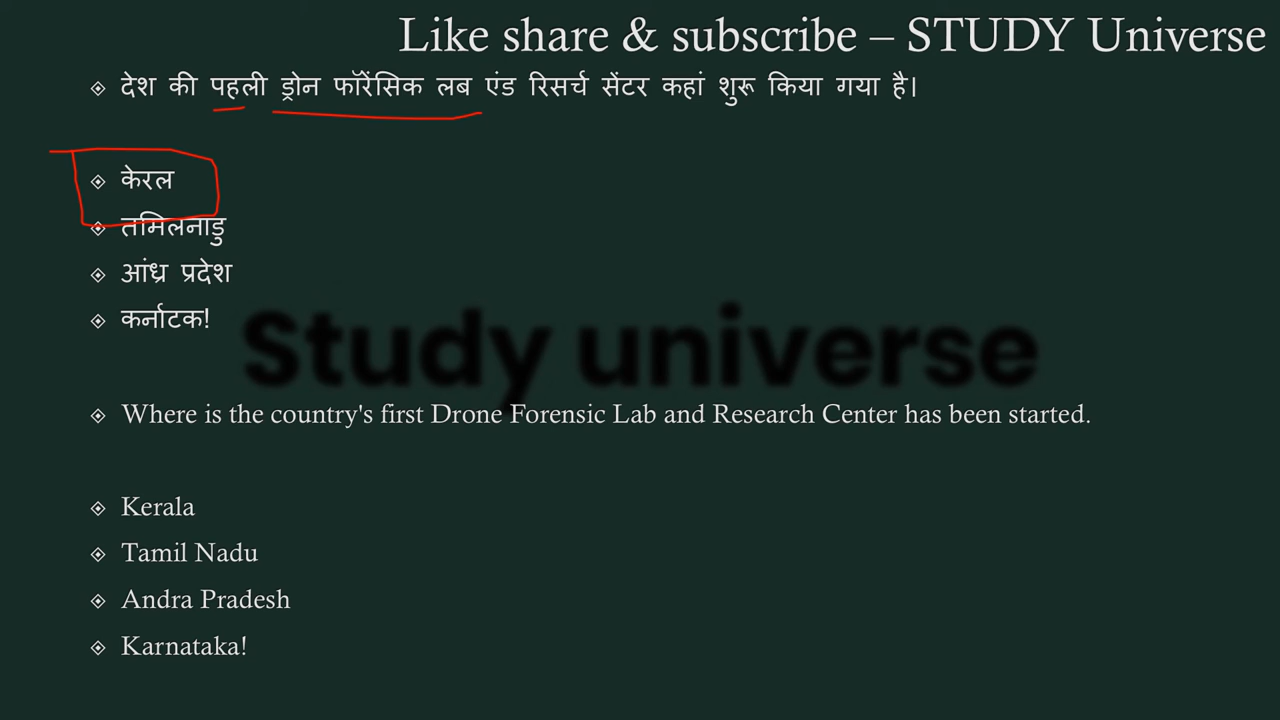 Like share & subscribe – STUDY Universe
देश की पहली ड्रोन फॉरेंसिक लब एंड रिसर्च सेंटर कहां शुरू किया गया है।
केरल
तमिलनाडु
आंध्र प्रदेश
कर्नाटक!
Study universe
Where is the country's first Drone Forensic Lab and Research Center has been started.
Kerala
Tamil Nadu
Andra Pradesh
Karnataka!